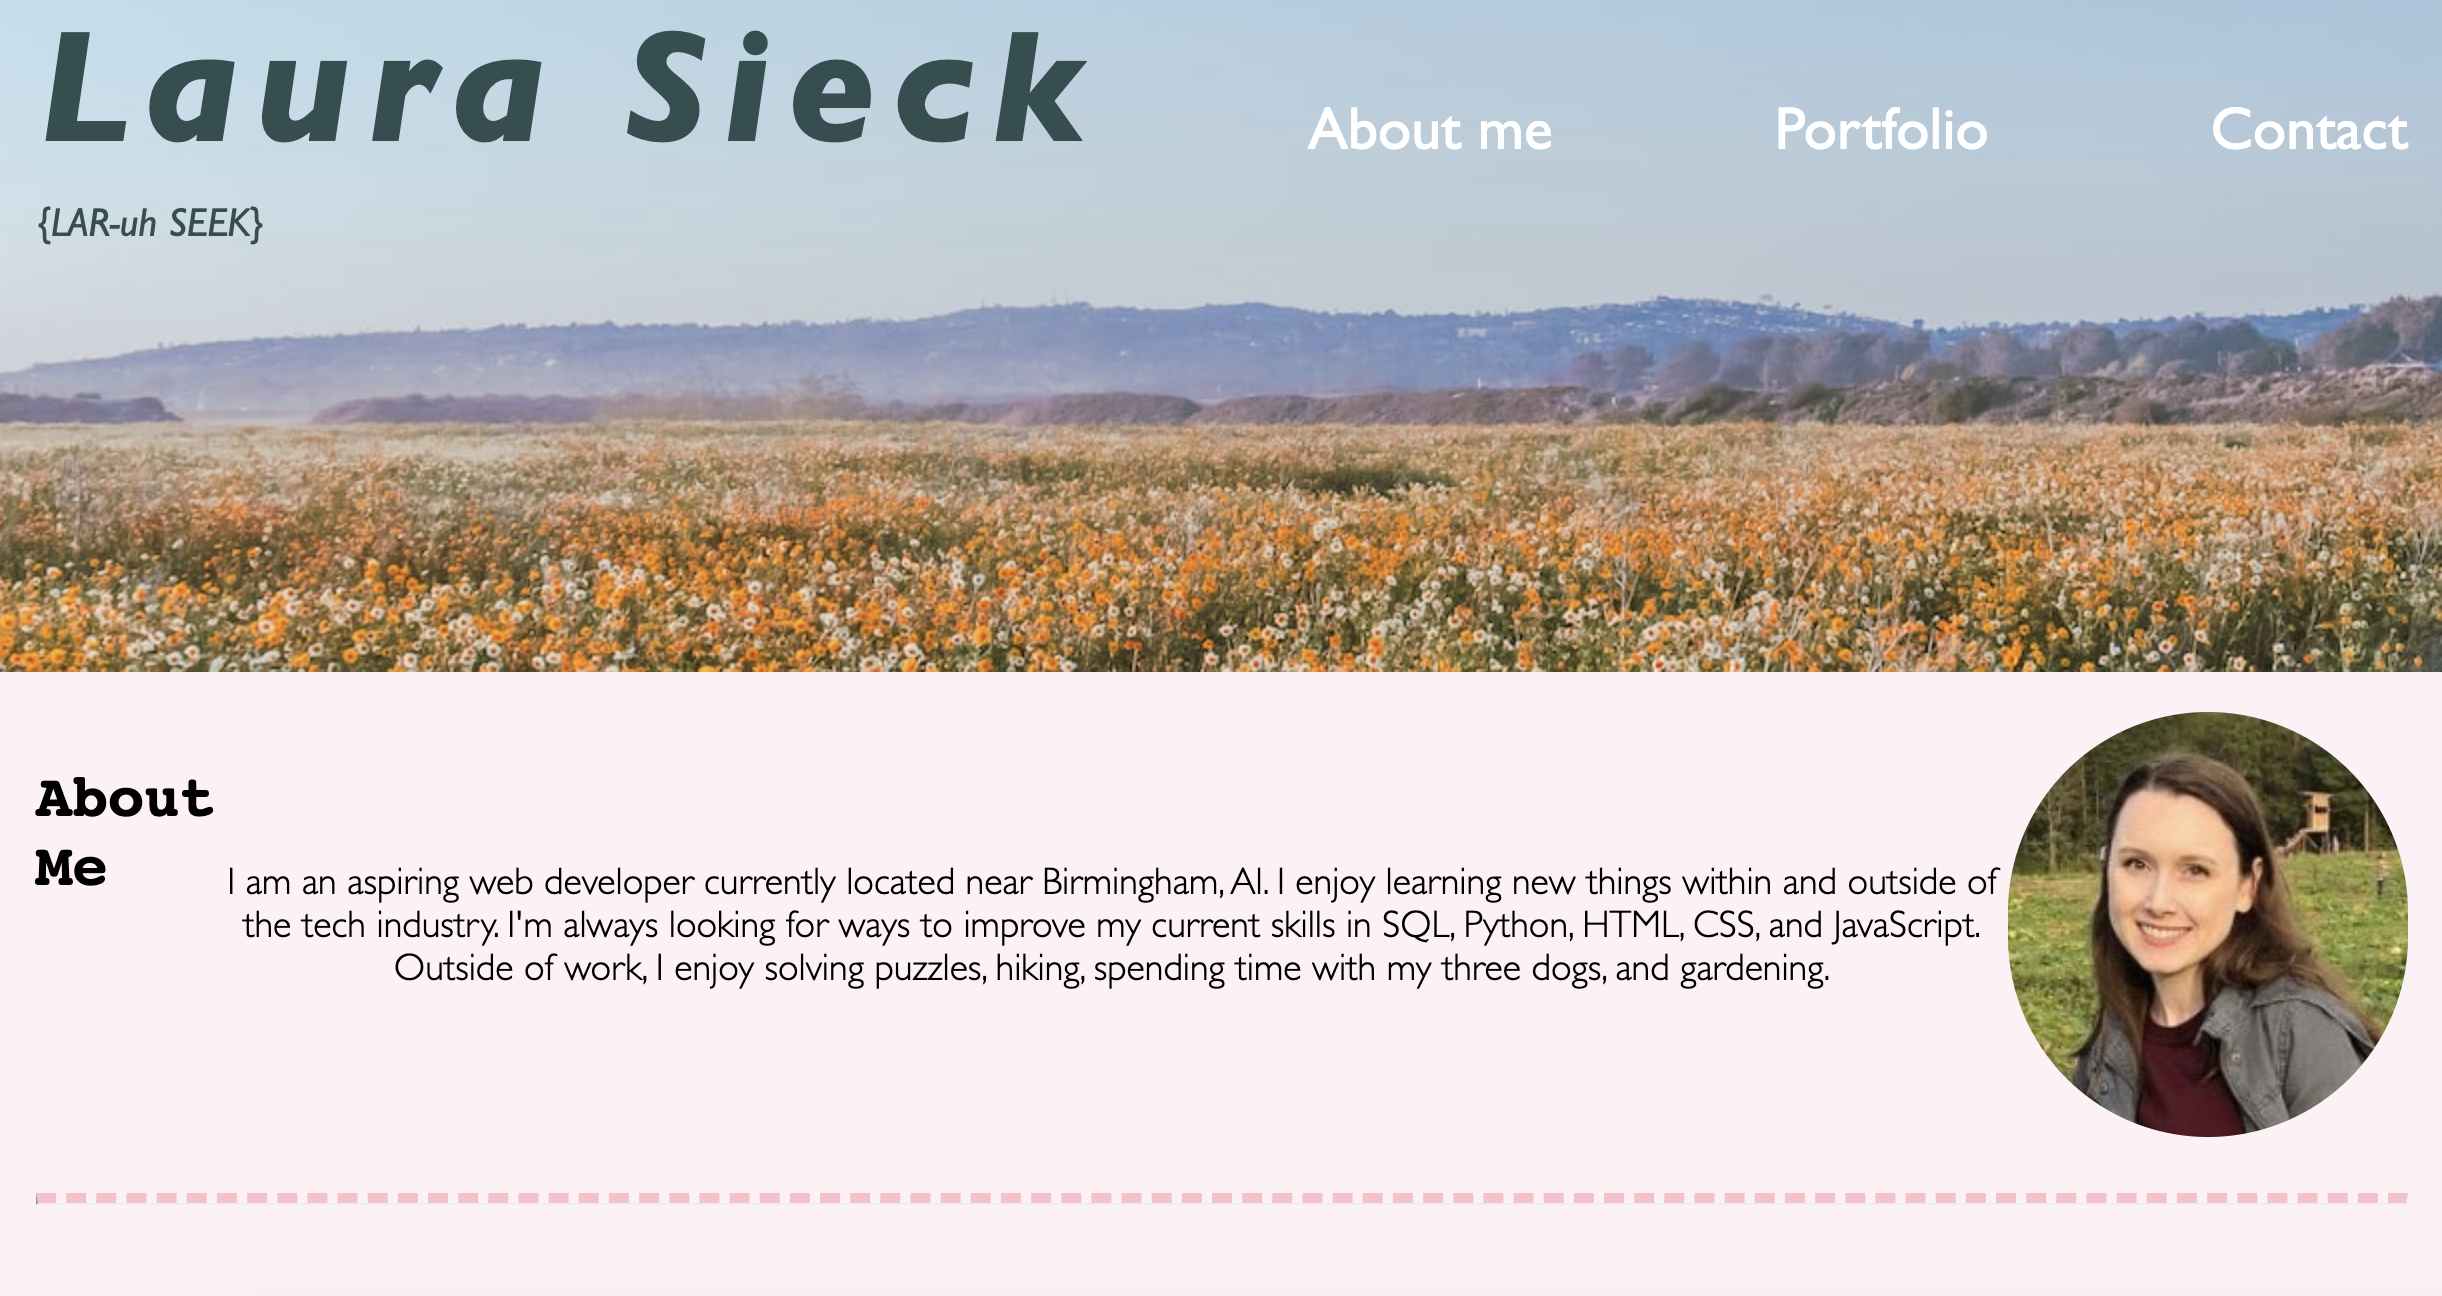 Laura Sieck
About me
Portfolio
Contact
{LAR-uh SEEK}
About
Me
I am an aspiring web developer currently located near Birmingham, Al. I enjoy learning new things within and outside of
the tech industry. I'm always looking for ways to improve my current skills in SQL, Python, HTML, CSS, and JavaScript.
Outside of work, I enjoy solving puzzles, hiking, spending time with my three dogs, and gardening.